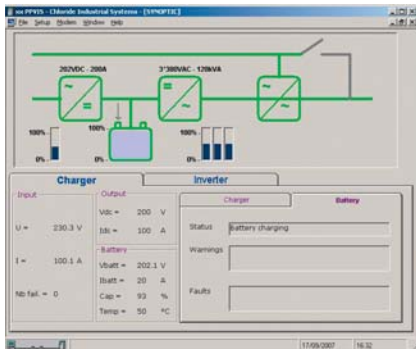 PPVIS - Chloride Industrial Systems - [SYNOPTIC]
File Setup Modem Window Help
202VDC - 200A
3*380VAC - 120kVA
100%
100%
100%
0%
0%
0%
Charger
Inverter
Input
U = 230.3 V
I = 100.1 A
Nb fail. = 0
Output
Vdc = 200 V
Idc = 100 A
Battery
Vbatt = 202.1 V
Ibatt = 20 A
Cap = 93 %
Temp = 50 °C
Charger
Battery
Status Battery charging
Warnings
Faults
17/09/2007 16:32